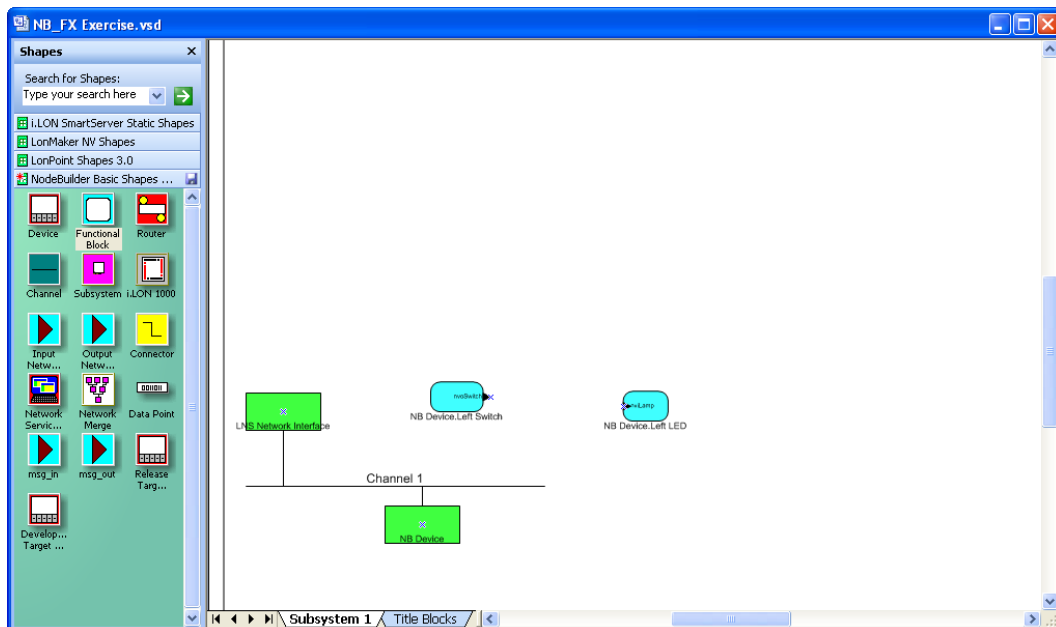 NB_FX Exercise.vsd
Shapes
Search for Shapes:
Type your search here
i.LON SmartServer Static Shapes
LonMaker NV Shapes
LonPoint Shapes 3.0
NodeBuilder Basic Shapes ...
Device
Functional
Block
Router
Channel
Subsystem
i.LON 1000
Input
Netw...
Output
Netw...
Connector
Network
Servic...
Network
Merge
Data Point
msg_in
msg_out
Release
Targ...
Develop...
Target ...
LNS Network Interface
nvoSwitch
NB Device.Left Switch
nviLamp
NB Device.Left LED
Channel 1
NB Device
Subsystem 1
Title Blocks